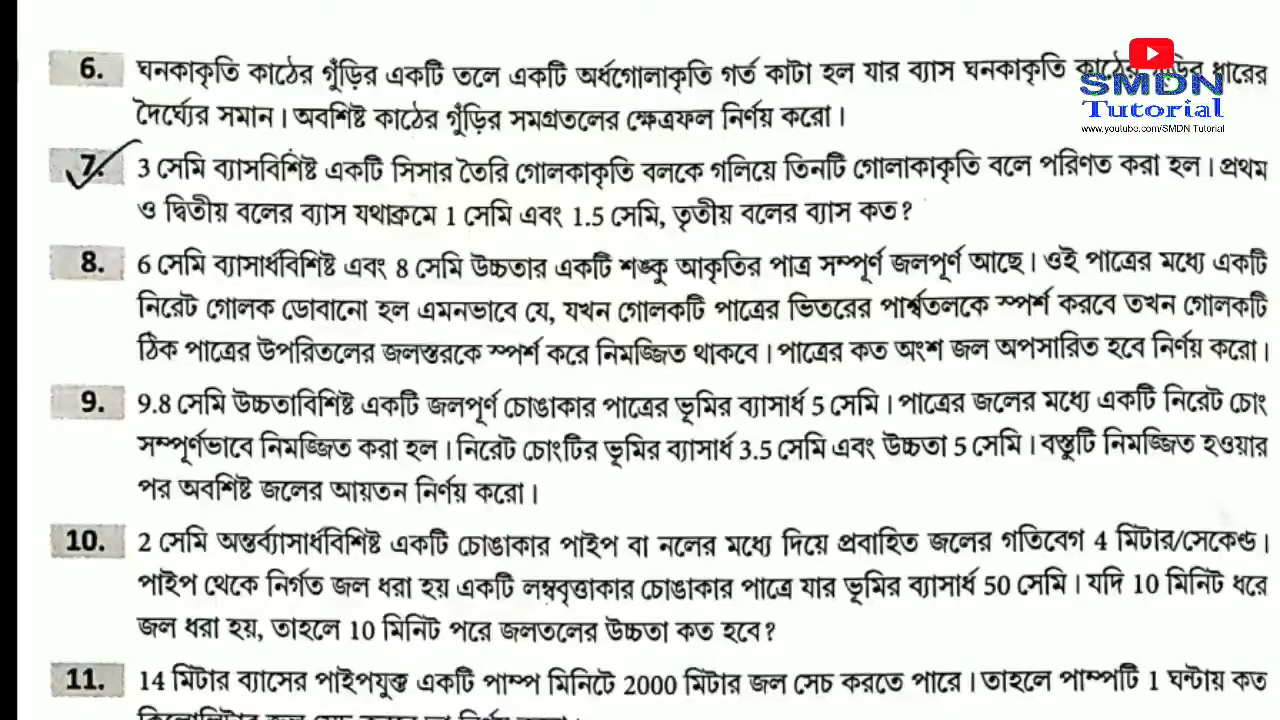 6. ঘনকাকৃতি কাঠের গুঁড়ির একটি তলে একটি অর্ধগোলাকৃতি গর্ত কাটা হল যার ব্যাস ঘনকাকৃতি কাঠের গুঁড়ির ধারের
দৈর্ঘ্যের সমান। অবশিষ্ট কাঠের গুঁড়ির সমগ্রতলের ক্ষেত্রফল নির্ণয় করো।
SMDN
Tutorial
www.youtube.com/SMDN Tutorial
7. 3 সেমি ব্যাসবিশিষ্ট একটি সিসার তৈরি গোলকাকৃতি বলকে গলিয়ে তিনটি গোলাকাকৃতি বলে পরিণত করা হল। প্রথম
ও দ্বিতীয় বলের ব্যাস যথাক্রমে 1 সেমি এবং 1.5 সেমি, তৃতীয় বলের ব্যাস কত?
8. 6 সেমি ব্যাসার্ধবিশিষ্ট এবং 8 সেমি উচ্চতার একটি শঙ্কু আকৃতির পাত্র সম্পূর্ণ জলপূর্ণ আছে। ওই পাত্রের মধ্যে একটি
নিরেট গোলক ডোবানো হল এমনভাবে যে, যখন গোলকটি পাত্রের ভিতরের পার্শ্বতলকে স্পর্শ করবে তখন গোলকটি
ঠিক পাত্রের উপরিতলের জলস্তরকে স্পর্শ করে নিমজ্জিত থাকবে। পাত্রের কত অংশ জল অপসারিত হবে নির্ণয় করো।
9. 9.8 সেমি উচ্চতাবিশিষ্ট একটি জলপূর্ণ চোঙাকার পাত্রের ভূমির ব্যাসার্ধ 5 সেমি। পাত্রের জলের মধ্যে একটি নিরেট চোং
সম্পূর্ণভাবে নিমজ্জিত করা হল। নিরেট চোংটির ভূমির ব্যাসার্ধ 3.5 সেমি এবং উচ্চতা 5 সেমি। বস্তুটি নিমজ্জিত হওয়ার
পর অবশিষ্ট জলের আয়তন নির্ণয় করো।
10. 2 সেমি অন্তর্ব্যাসার্ধবিশিষ্ট একটি চোঙাকার পাইপ বা নলের মধ্যে দিয়ে প্রবাহিত জলের গতিবেগ 4 মিটার/সেকেন্ড।
পাইপ থেকে নির্গত জল ধরা হয় একটি লম্ববৃত্তাকার চোঙাকার পাত্রে যার ভূমির ব্যাসার্ধ 50 সেমি। যদি 10 মিনিট ধরে
জল ধরা হয়, তাহলে 10 মিনিট পরে জলতলের উচ্চতা কত হবে?
11. 14 মিটার ব্যাসের পাইপযুক্ত একটি পাম্প মিনিটে 2000 মিটার জল সেচ করতে পারে। তাহলে পাম্পটি 1 ঘন্টায় কত